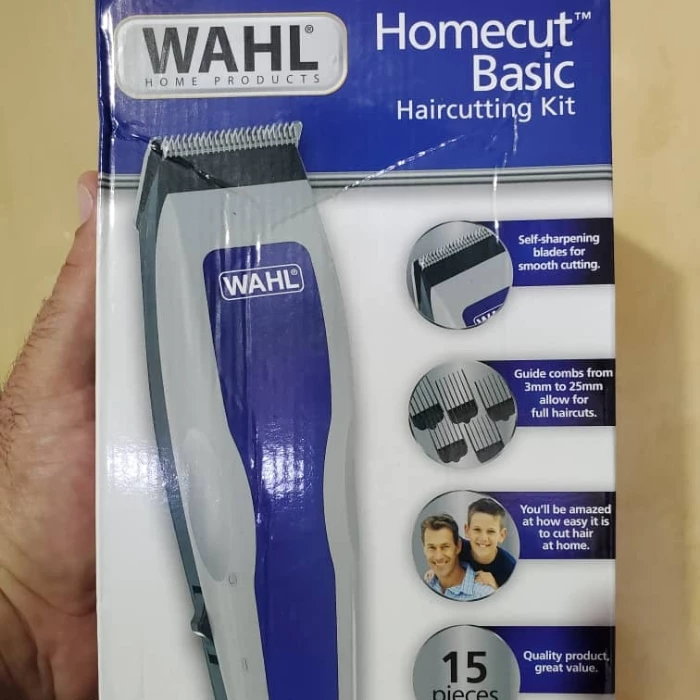 WAHL®
HOME PRODUCTS
Homecut™
Basic
Haircutting Kit
WAHL®
Self-sharpening
blades for
smooth cutting.
Guide combs from
3mm to 25mm
allow for
full haircuts.
You'll be amazed
at how easy it is
to cut hair
at home.
15
pieces
Quality product,
great value.